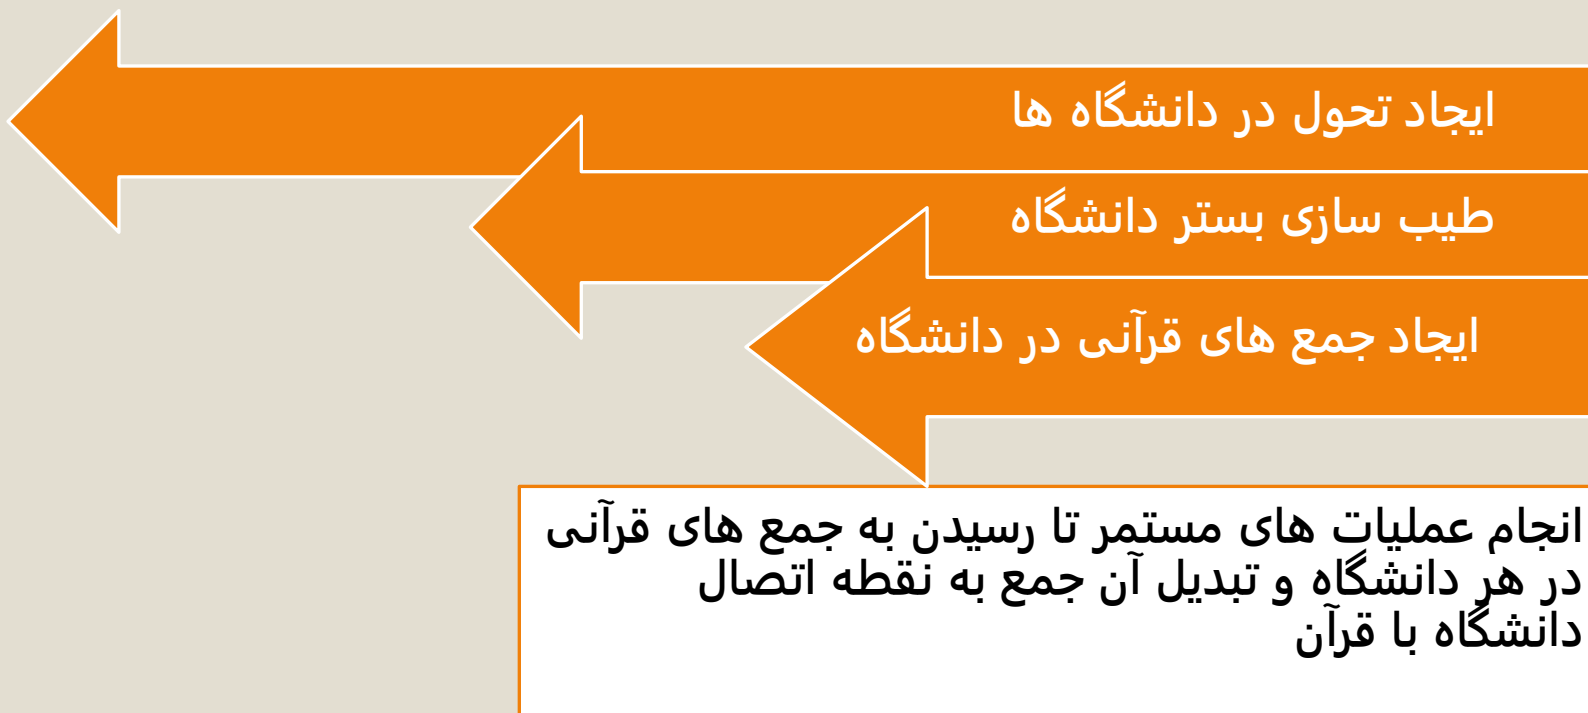 ایجاد تحول در دانشگاه ها
طیب سازی بستر دانشگاه
ایجاد جمع های قرآنی در دانشگاه
انجام عملیات های مستمر تا رسیدن به جمع های قرآنی
در هر دانشگاه و تبدیل آن جمع به نقطه اتصال
دانشگاه با قرآن